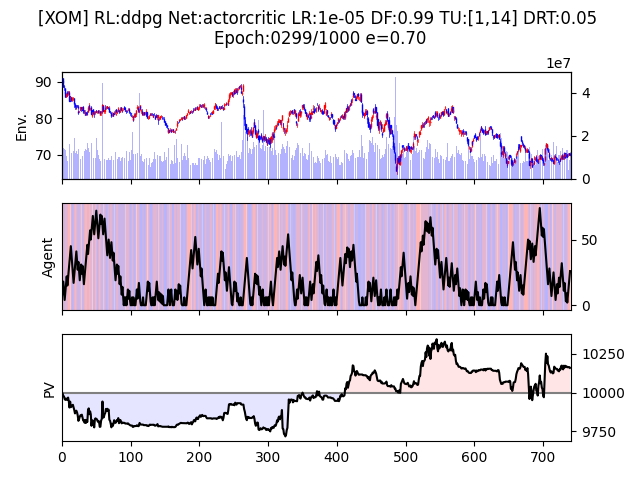 [XOM] RL:ddpg Net:actorcritic LR:1e-05 DF:0.99 TU:[1,14] DRT:0.05
Epoch:0299/1000 e=0.70
1e7
90
80
70
Env.
4
2
0
Agent
50
0
PV
10250
10000
9750
0 100 200 300 400 500 600 700